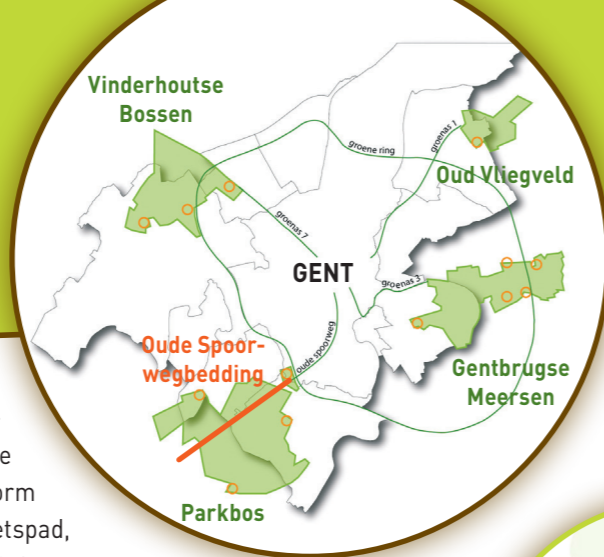 Vinderhoutse
Bossen
groene ring
groenas 1
Oud Vliegveld
groenas 7
GENT
groenas 3
Oude Spoor-
wegbedding
oude spoorweg
Gentbrugse
Meersen
Parkbos
etspad,